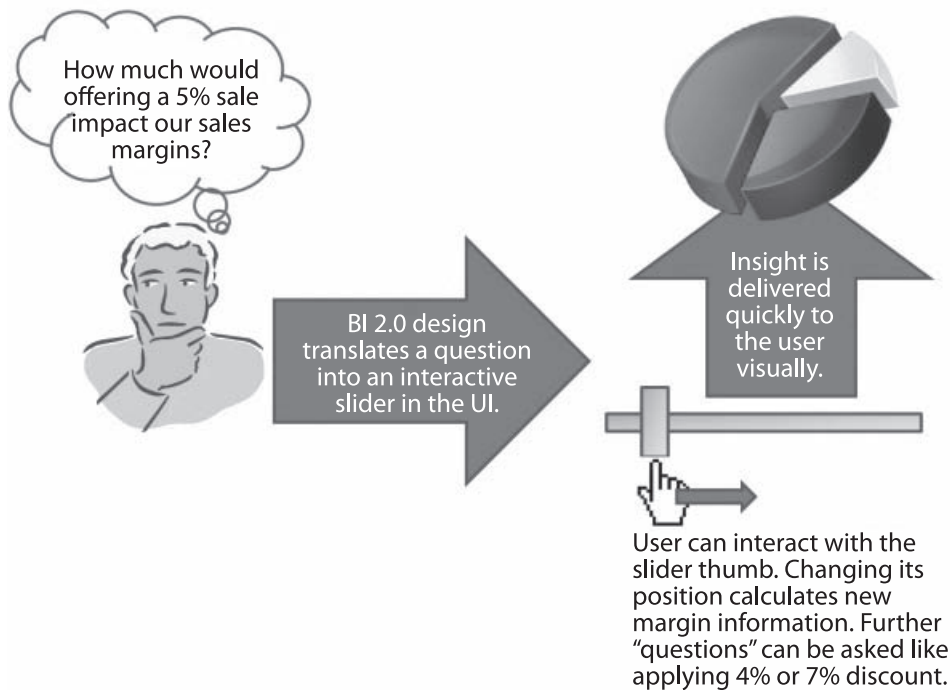 How much would
offering a 5% sale
impact our sales
margins?
BI 2.0 design
translates a question
into an interactive
slider in the UI.
Insight is
delivered
quickly to
the user
visually.
User can interact with the
slider thumb. Changing its
position calculates new
margin information. Further
“questions” can be asked like
applying 4% or 7% discount.